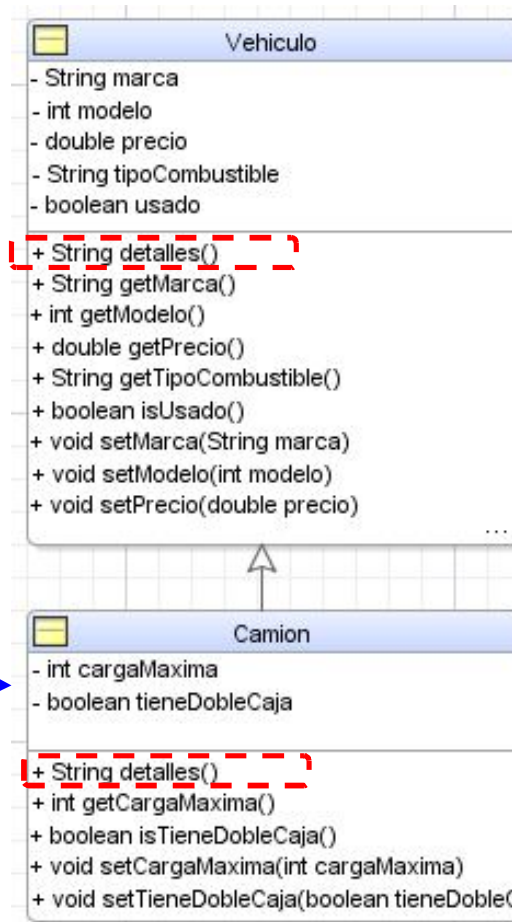 Vehiculo
- String marca
- int modelo
- double precio
- String tipoCombustible
- boolean usado
+ String detalles()
+ String getMarca()
+ int getModelo()
+ double getPrecio()
+ String getTipoCombustible()
+ boolean isUsado()
+ void setMarca(String marca)
+ void setModelo(int modelo)
+ void setPrecio(double precio)
...
Camion
- int cargaMaxima
- boolean tieneDobleCaja
+ String detalles()
+ int getCargaMaxima()
+ boolean isTieneDobleCaja()
+ void setCargaMaxima(int cargaMaxima)
+ void setTieneDobleCaja(boolean tieneDobleC